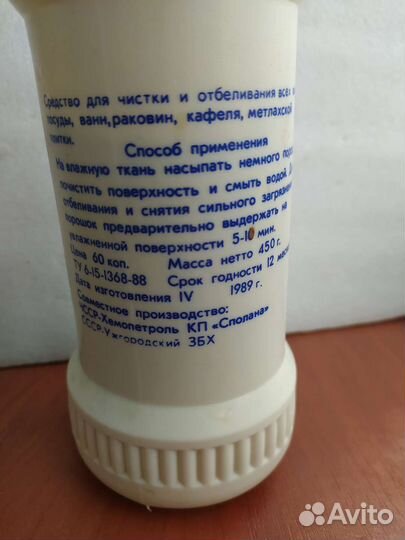 Средство для чистки и отбеливания всех
посуды, ванн, раковин, кафеля, метлахской
плитки.
Способ применения
На влажную ткань насыпать немного
почистить поверхность и смыть водой.
отбеливания и снятия сильного
порошок предварительно выдержать на
увлажненной поверхности 5-10 мин.
Цена 60 коп. Масса нетто 450 г.
ТУ 6-15-1368-88 Срок годности 12
Дата изготовления IV 1989 г.
Совместное производство:
ЧССР-Хемопетроль КП «Сполана»
СССР-Ужгородский ЗБХ
Avito